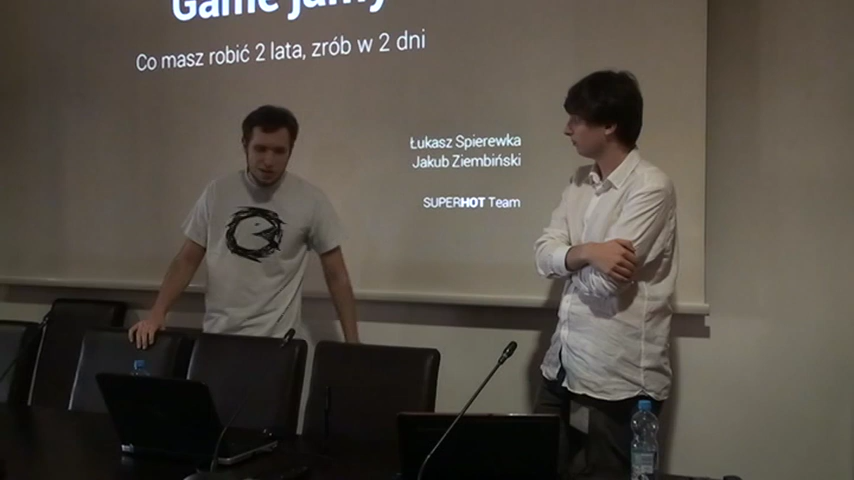 Game jamy
Co masz robić 2 lata, zrób w 2 dni
Łukasz Spierewka
Jakub Ziembiński
SUPERHOT Team